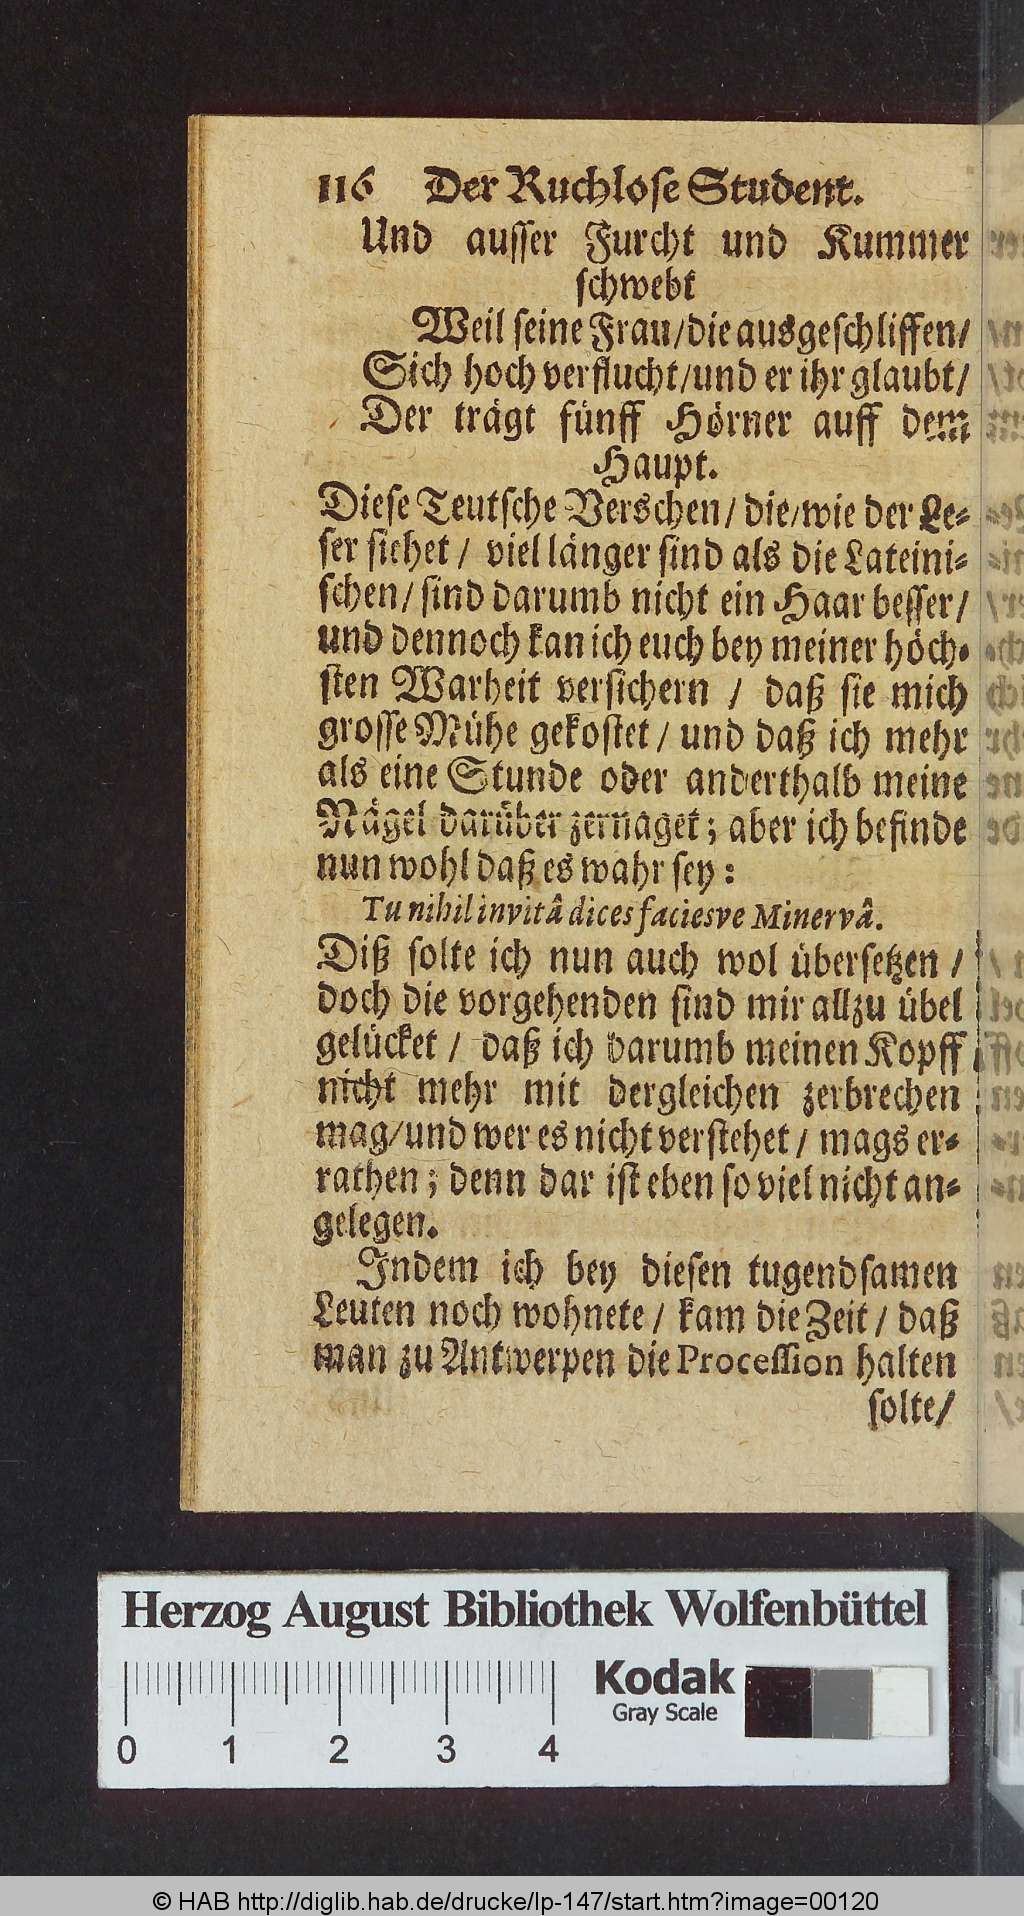 116 Der Ruchlose Student.
Und ausser Furcht und Kummer
schwebt
Weil seine Frau/die ausgeschliffen/
Sich hoch verflucht/und er ihr glaubt/
Der trägt fünff Hörner auff dem
Haupt.
Diese Teutsche Verschen/ die/wie der Le-
ser siehet/ viel länger sind als die Lateini-
schen/ sind darumb nicht ein Haar besser/
und dennoch kan ich euch bey meiner höch-
sten Warheit versichern / daß sie mich
grosse Mühe gekostet/ und daß ich mehr
als eine Stunde oder anderthalb meine
Nägel darüber zernaget; aber ich befinde
nun wohl daß es wahr sey:
Tu nihil invitâ dices faciesve Minervâ.
Diß solte ich nun auch wol übersetzen /
doch die vorgehenden sind mir allzu übel
gelücket / daß ich darumb meinen Kopff
nicht mehr mit dergleichen zerbrechen
mag/und wer es nicht verstehet/ mags er-
rathen; denn dar ist eben so viel nicht an-
gelegen.
Indem ich bey diesen tugendsamen
Leuten noch wohnete/ kam die Zeit/ daß
man zu Antwerpen die Procession halten
solte/
Herzog August Bibliothek Wolfenbüttel
Kodak
Gray Scale
0 1 2 3 4
© HAB http://diglib.hab.de/drucke/lp-147/start.htm?image=00120